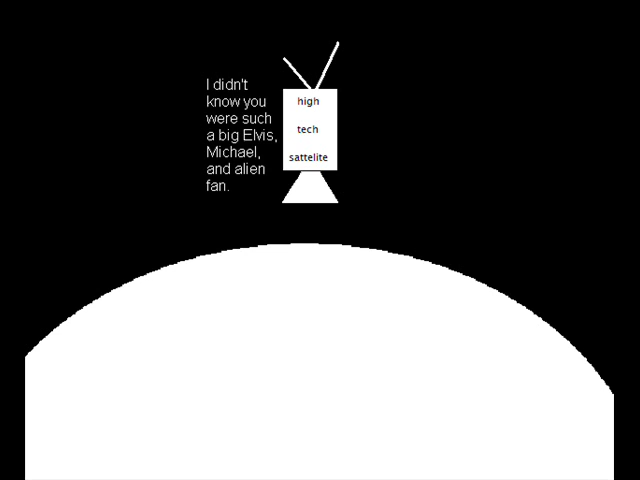 I didn't
know you
were such
a big Elvis,
Michael,
and alien
fan.
high
tech
sattelite